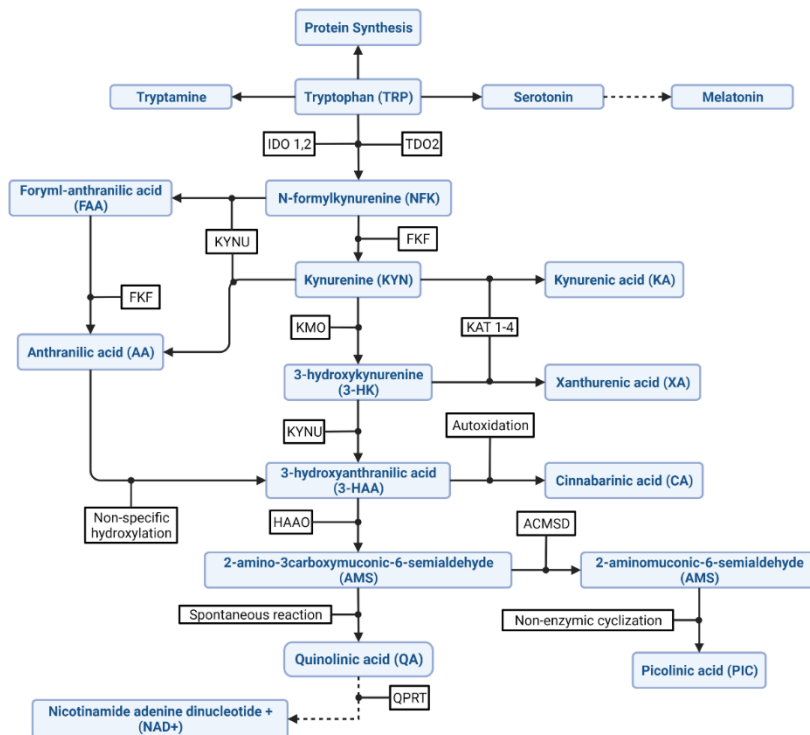 Protein Synthesis
Tryptamine
Tryptophan (TRP)
Serotonin
Melatonin
IDO 1,2
TDO2
Foryml-anthranilic acid
(FAA)
N-formylkynurenine (NFK)
KYNU
FKF
Kynurenine (KYN)
Kynurenic acid (KA)
FKF
KMO
KAT 1-4
Anthranilic acid (AA)
3-hydroxykynurenine
(3-HK)
Xanthurenic acid (XA)
KYNU
Autoxidation
3-hydroxyanthranilic acid
(3-HAA)
Cinnabarinic acid (CA)
Non-specific
hydroxylation
HAAO
ACMSD
2-amino-3carboxymuconic-6-semialdehyde
(AMS)
2-aminomuconic-6-semialdehyde
(AMS)
Spontaneous reaction
Non-enzymic cyclization
Quinolinic acid (QA)
Picolinic acid (PIC)
QPRT
Nicotinamide adenine dinucleotide +
(NAD+)